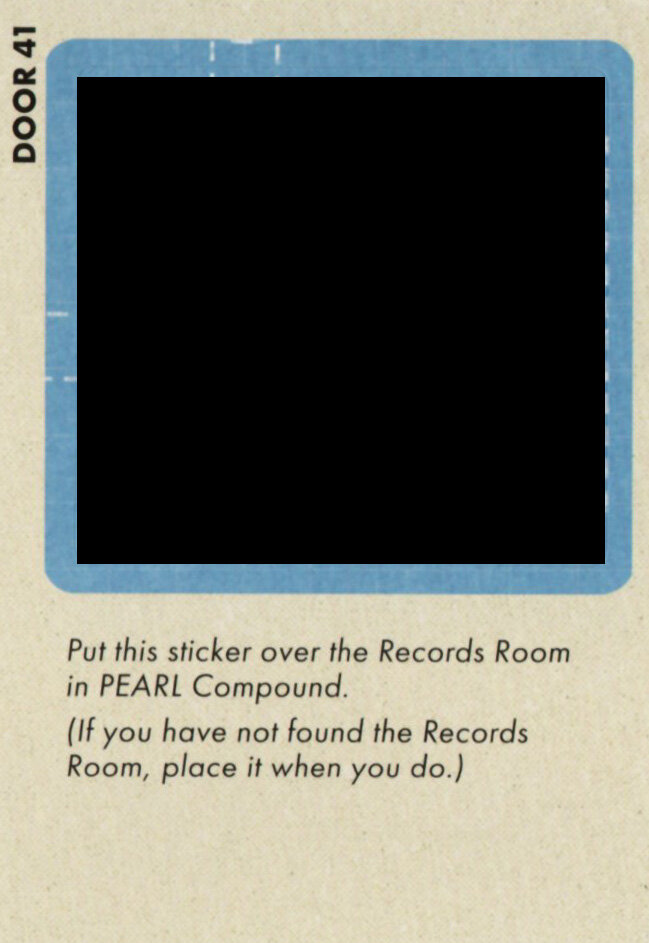 DOOR 41
Put this sticker over the Records Room
in PEARL Compound.
(If you have not found the Records
Room, place it when you do.)